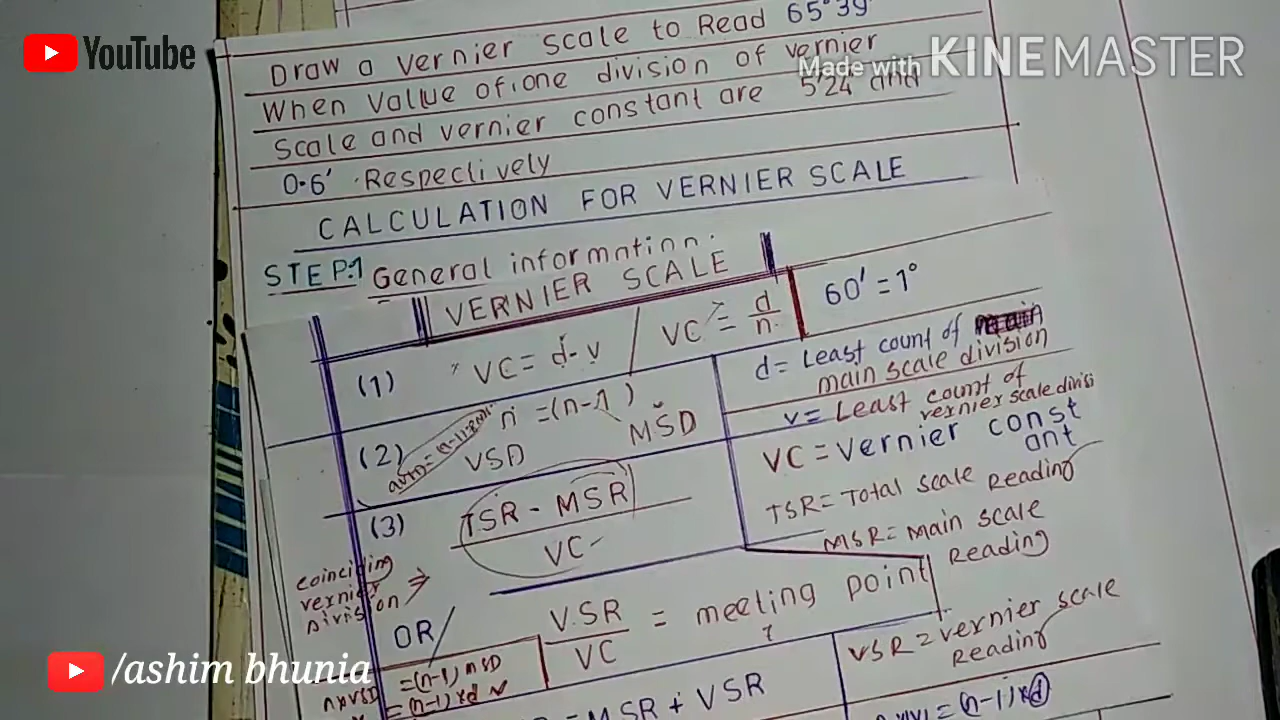 YouTube
Draw a vernier scale to Read 65°39'
When value of one division of vernier
Made with KINEMASTER
Scale and vernier constant are 5'24" and
0.6' Respectively
CALCULATION FOR VERNIER SCALE
STEP:1 General information:
VERNIER SCALE
60' = 1°
(1) VC = d-v / VC = d/n
d = Least count of main scale division
v = Least count of vernier scale divisi
(2) n VSD = (n-1) MSD
VC = vernier constant
TSR = Total scale Reading
MSR = Main scale Reading
(3) TSR - MSR / VC
coinciding vernier Division ⇒
OR/ VSR / VC = meeting point
VSR = vernier scale Reading
= (n-1) MSD
= (n-1) × d
= MSR + VSR
= (n-1) × d
/ashim bhunia